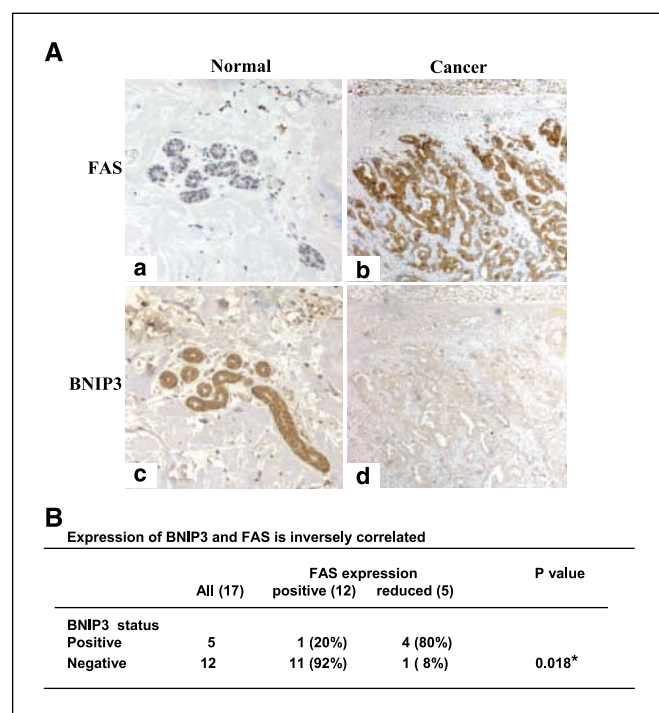 A
Normal Cancer
FAS
a b
BNIP3
c d
B
Expression of BNIP3 and FAS is inversely correlated
FAS expression P value
All (17) positive (12) reduced (5)
BNIP3 status
Positive 5 1 (20%) 4 (80%)
Negative 12 11 (92%) 1 ( 8%) 0.018*